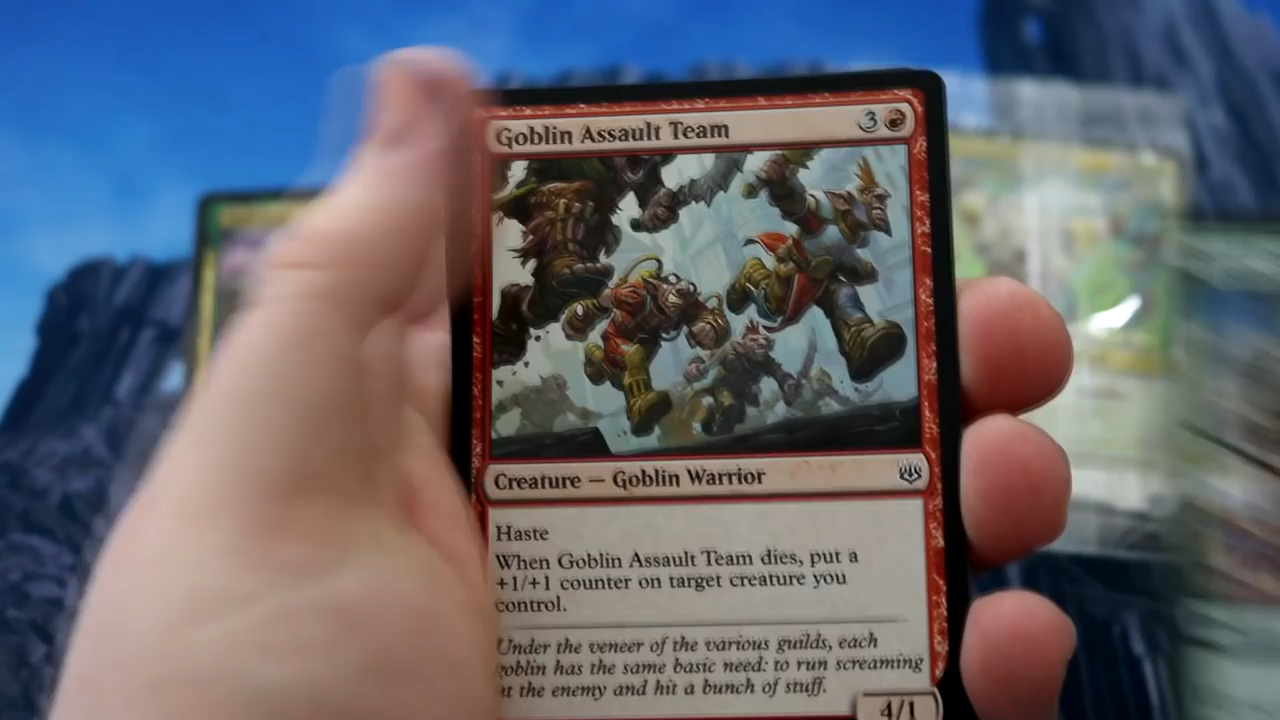 Goblin Assault Team 3
Creature — Goblin Warrior
Haste
When Goblin Assault Team dies, put a
+1/+1 counter on target creature you
control.
Under the veneer of the various guilds, each
goblin has the same basic need: to run screaming
at the enemy and hit a bunch of stuff.
4/1